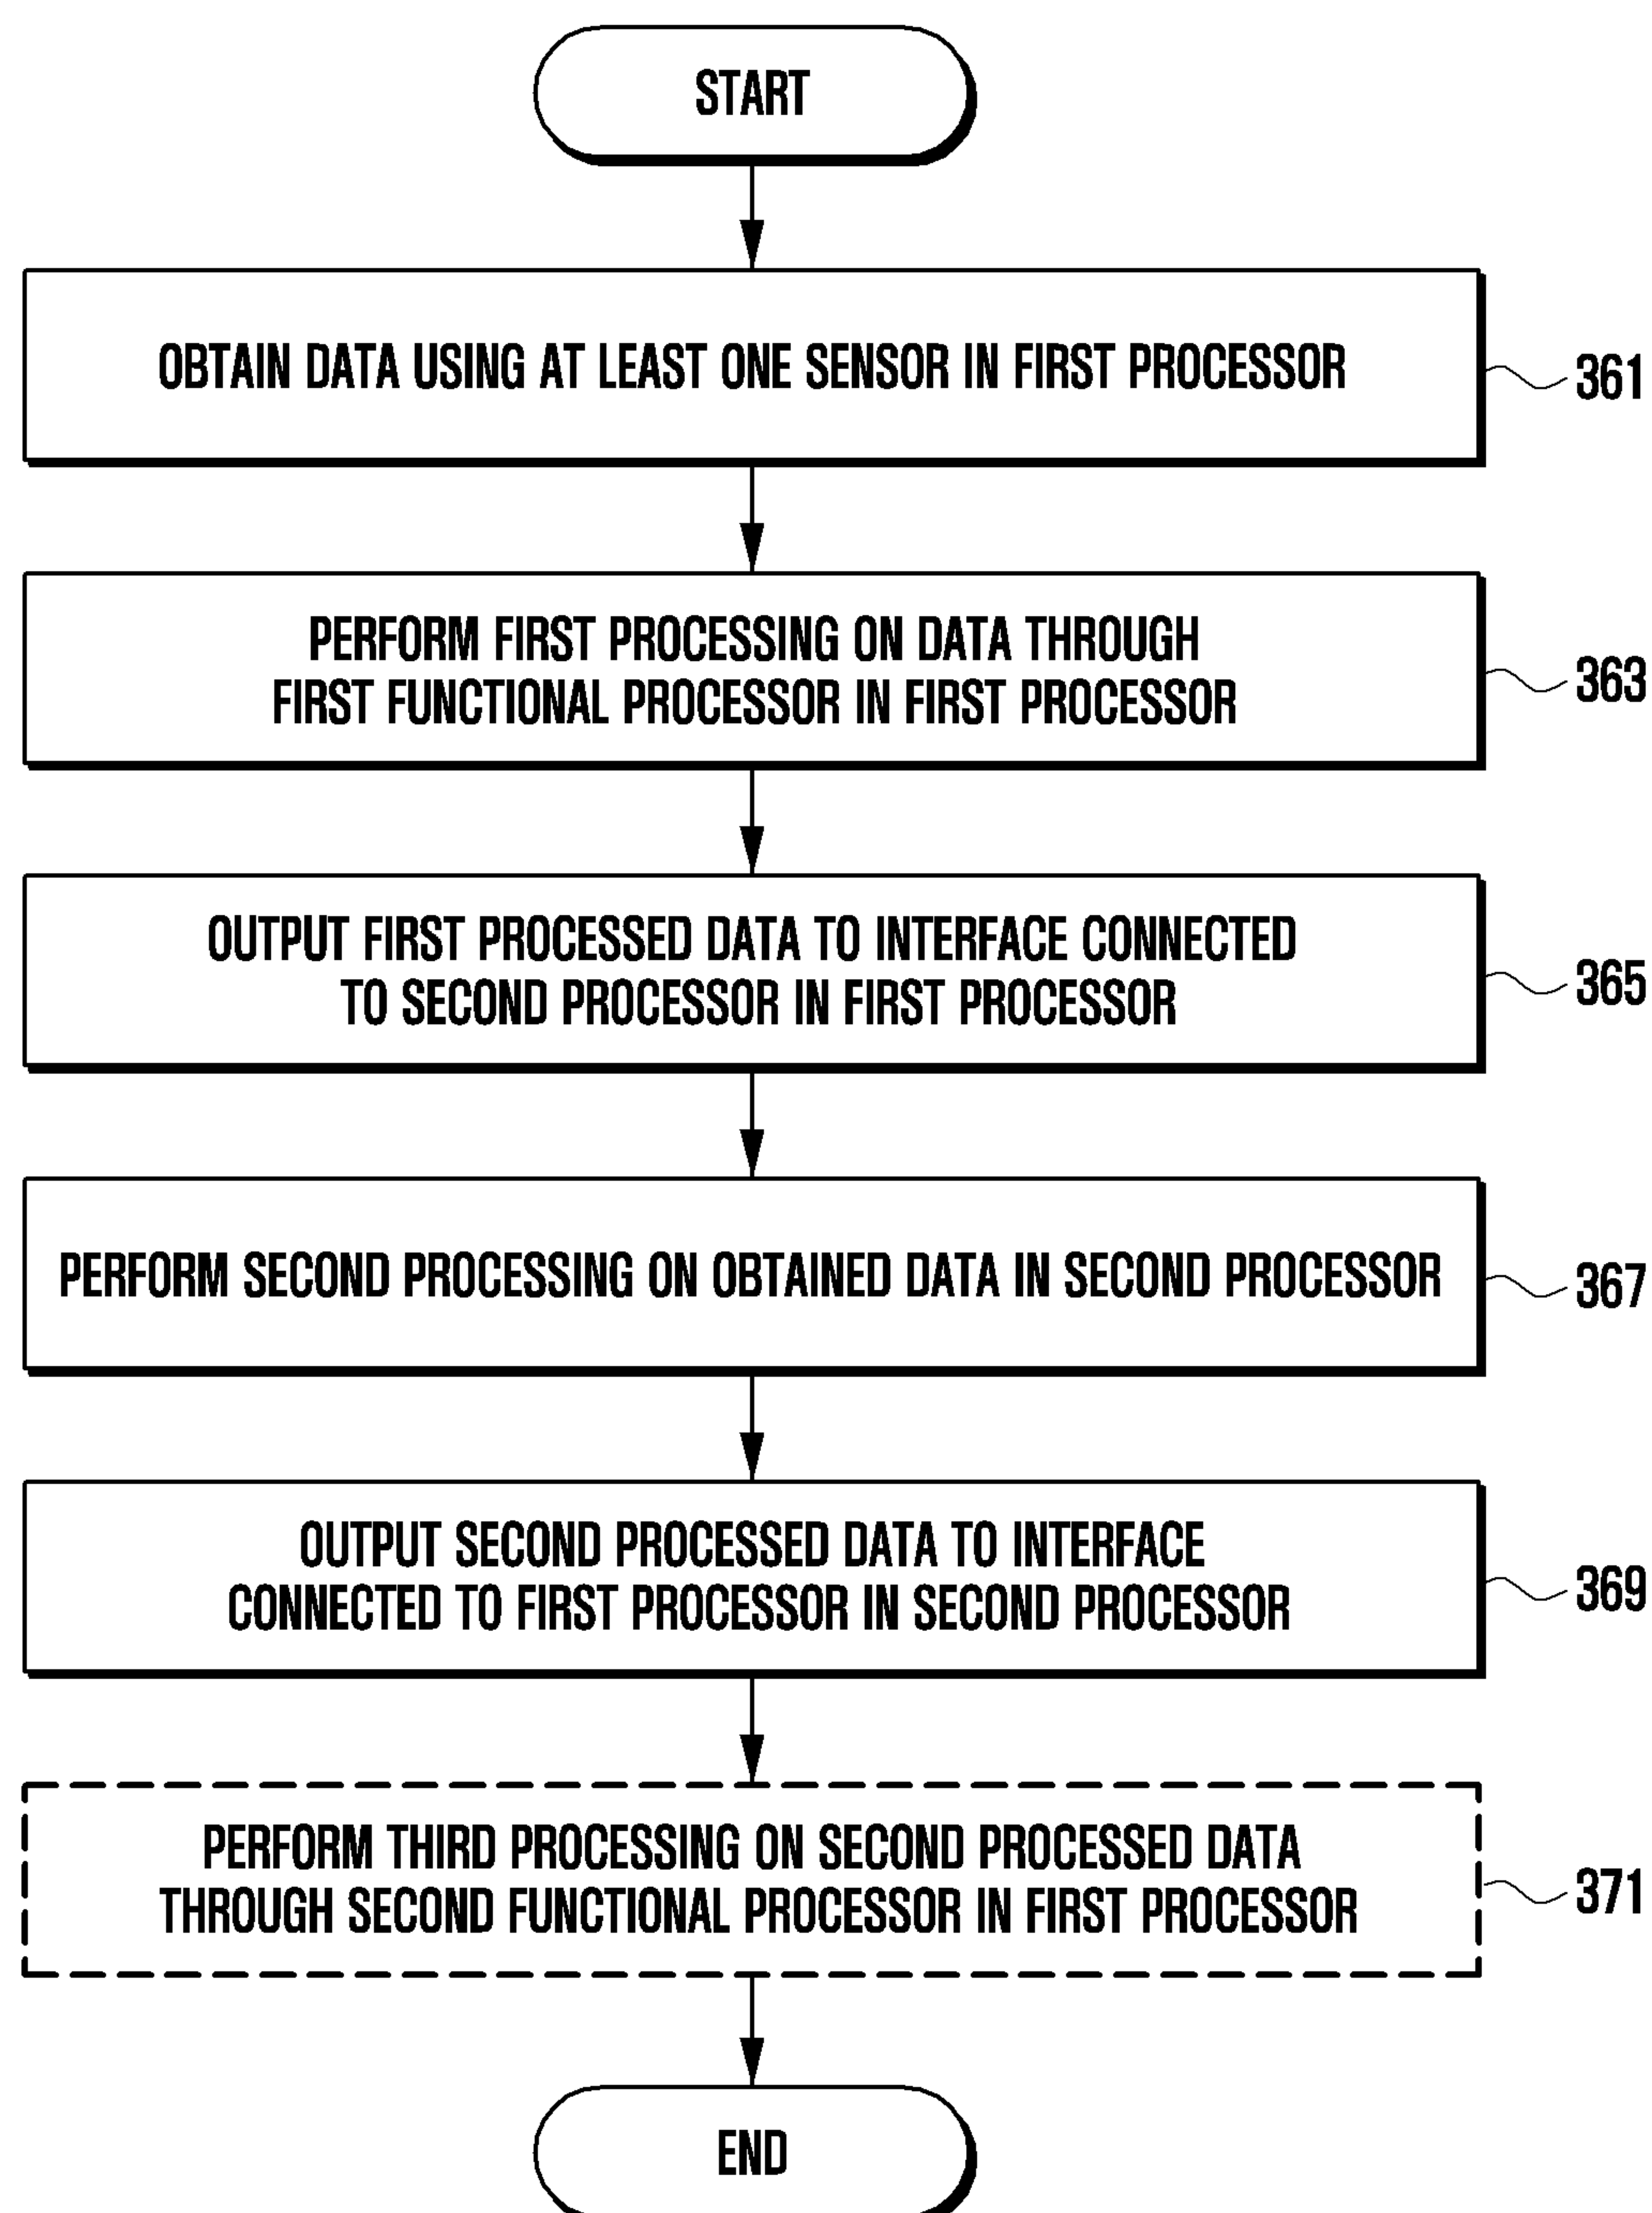 START
OBTAIN DATA USING AT LEAST ONE SENSOR IN FIRST PROCESSOR
361
PERFORM FIRST PROCESSING ON DATA THROUGH
FIRST FUNCTIONAL PROCESSOR IN FIRST PROCESSOR
363
OUTPUT FIRST PROCESSED DATA TO INTERFACE CONNECTED
TO SECOND PROCESSOR IN FIRST PROCESSOR
365
PERFORM SECOND PROCESSING ON OBTAINED DATA IN SECOND PROCESSOR
367
OUTPUT SECOND PROCESSED DATA TO INTERFACE
CONNECTED TO FIRST PROCESSOR IN SECOND PROCESSOR
369
PERFORM THIRD PROCESSING ON SECOND PROCESSED DATA
THROUGH SECOND FUNCTIONAL PROCESSOR IN FIRST PROCESSOR
371
END